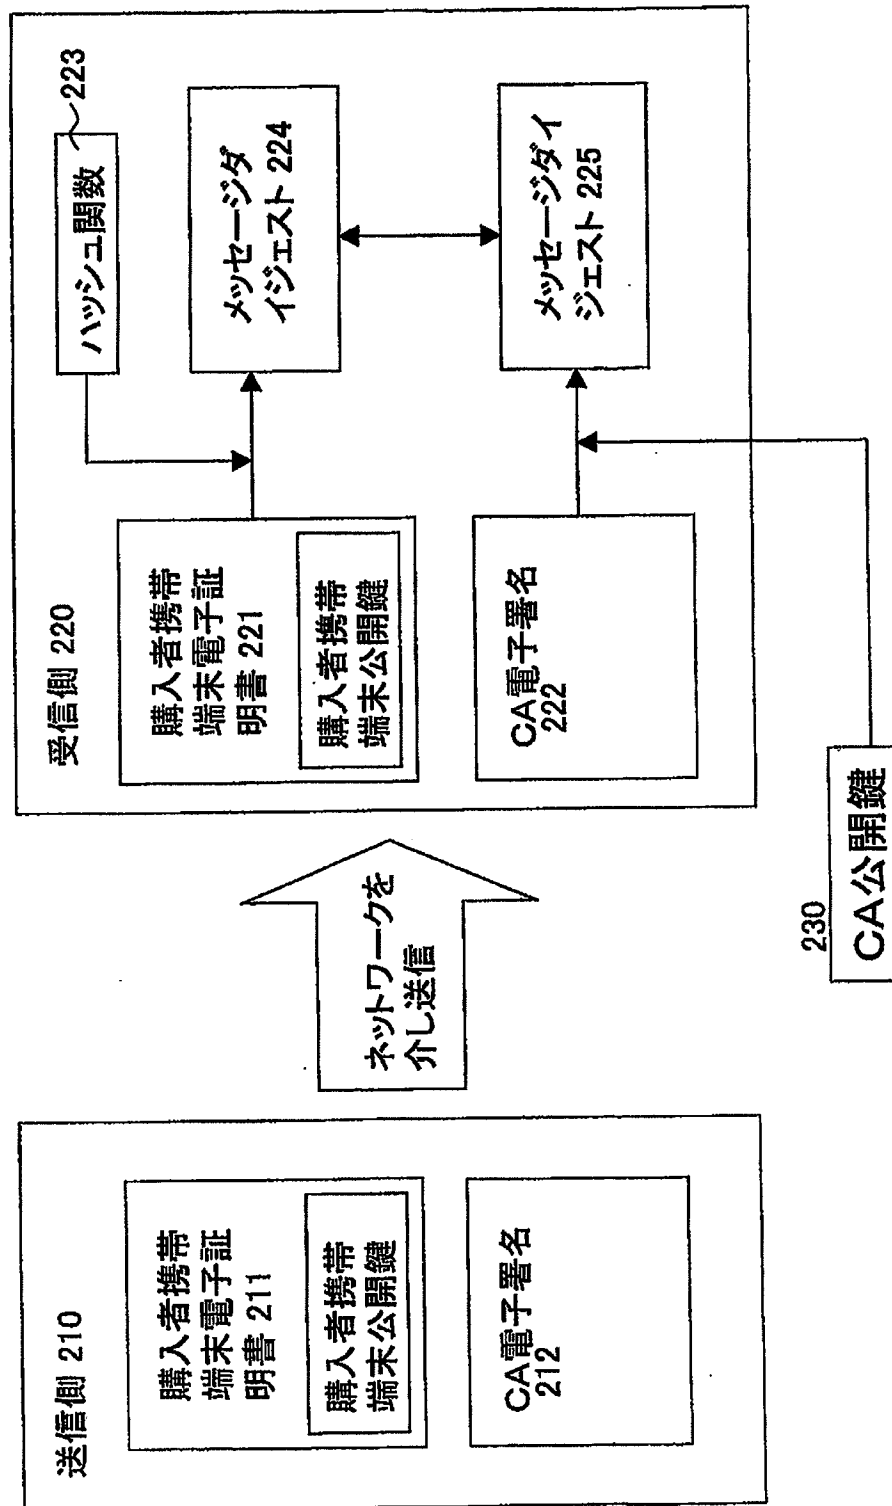 送信側 210
購入者携帯
端末電子証
明書 211
購入者携帯
端末公開鍵
CA電子署名
212
ネットワークを
介し送信
受信側 220
購入者携帯
端末電子証
明書 221
購入者携帯
端末公開鍵
CA電子署名
222
ハッシュ関数
223
メッセージダ
イジェスト 224
メッセージダイ
ジェスト 225
230
CA公開鍵